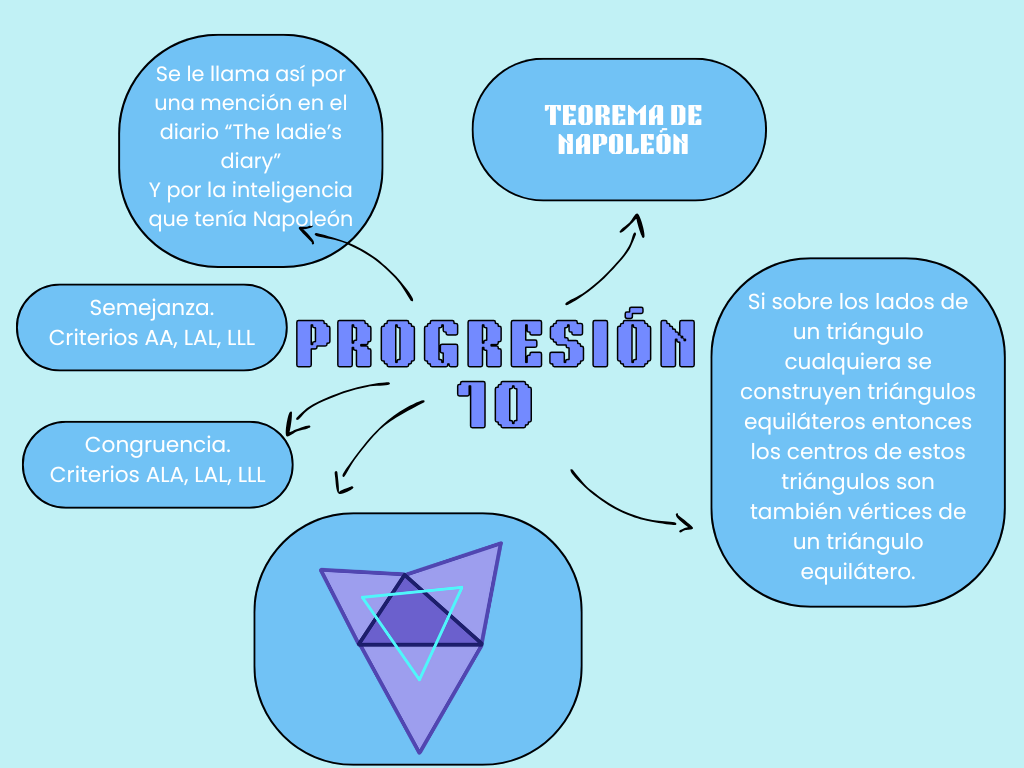 Se le llama así por
una mención en el
diario “The ladie’s
diary”
Y por la inteligencia
que tenía Napoleón
TEOREMA DE
NAPOLEÓN
Semejanza.
Criterios AA, LAL, LLL
PROGRESIÓN
10
Congruencia.
Criterios ALA, LAL, LLL
Si sobre los lados de
un triángulo
cualquiera se
construyen triángulos
equiláteros entonces
los centros de estos
triángulos son
también vértices de
un triángulo
equilátero.